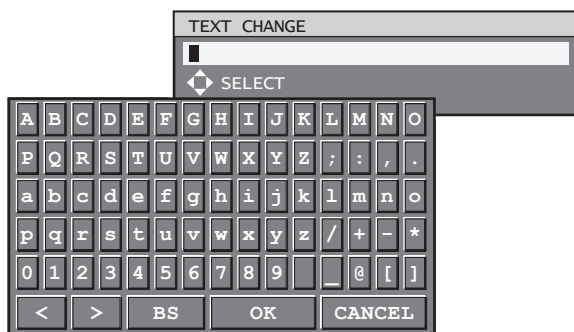 TEXT CHANGE
SELECT
A B C D E F G H I J K L M N O
P Q R S T U V W X Y Z ; : , .
a b c d e f g h i j k l m n o
p q r s t u v w x y z / + - *
0 1 2 3 4 5 6 7 8 9 _ @ [ ]
< > BS OK CANCEL